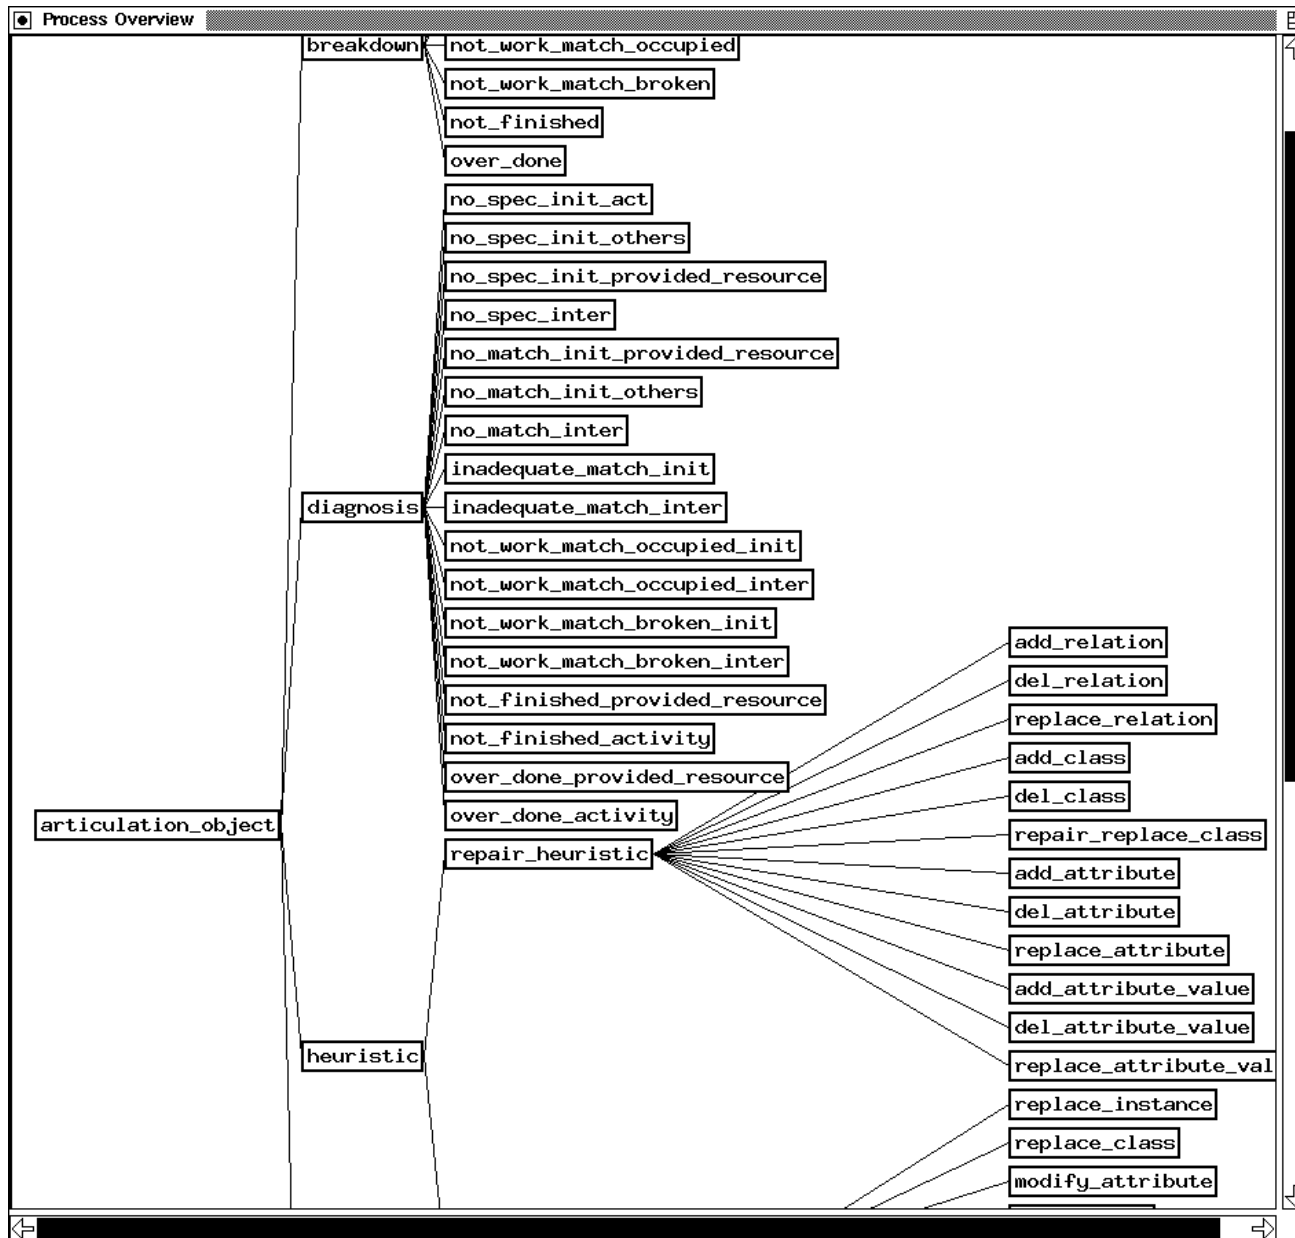 Process Overview
breakdown
not_work_match_occupied
not_work_match_broken
not_finished
over_done
no_spec_init_act
no_spec_init_others
no_spec_init_provided_resource
no_spec_inter
no_match_init_provided_resource
no_match_init_others
no_match_inter
inadequate_match_init
diagnosis
inadequate_match_inter
not_work_match_occupied_init
not_work_match_occupied_inter
not_work_match_broken_init
not_work_match_broken_inter
not_finished_provided_resource
not_finished_activity
over_done_provided_resource
over_done_activity
articulation_object
repair_heuristic
heuristic
add_relation
del_relation
replace_relation
add_class
del_class
repair_replace_class
add_attribute
del_attribute
replace_attribute
add_attribute_value
del_attribute_value
replace_attribute_val
replace_instance
replace_class
modify_attribute